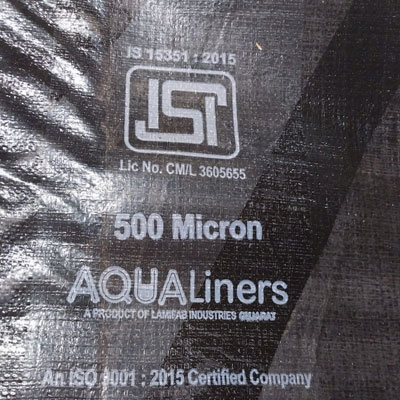 IS 15351 : 2015
ISI
Lic No. CM/L 3605655
500 Micron
AQUALiners
A PRODUCT OF LAMIFAB INDUSTRIES GUJARAT
An ISO 9001 : 2015 Certified Company